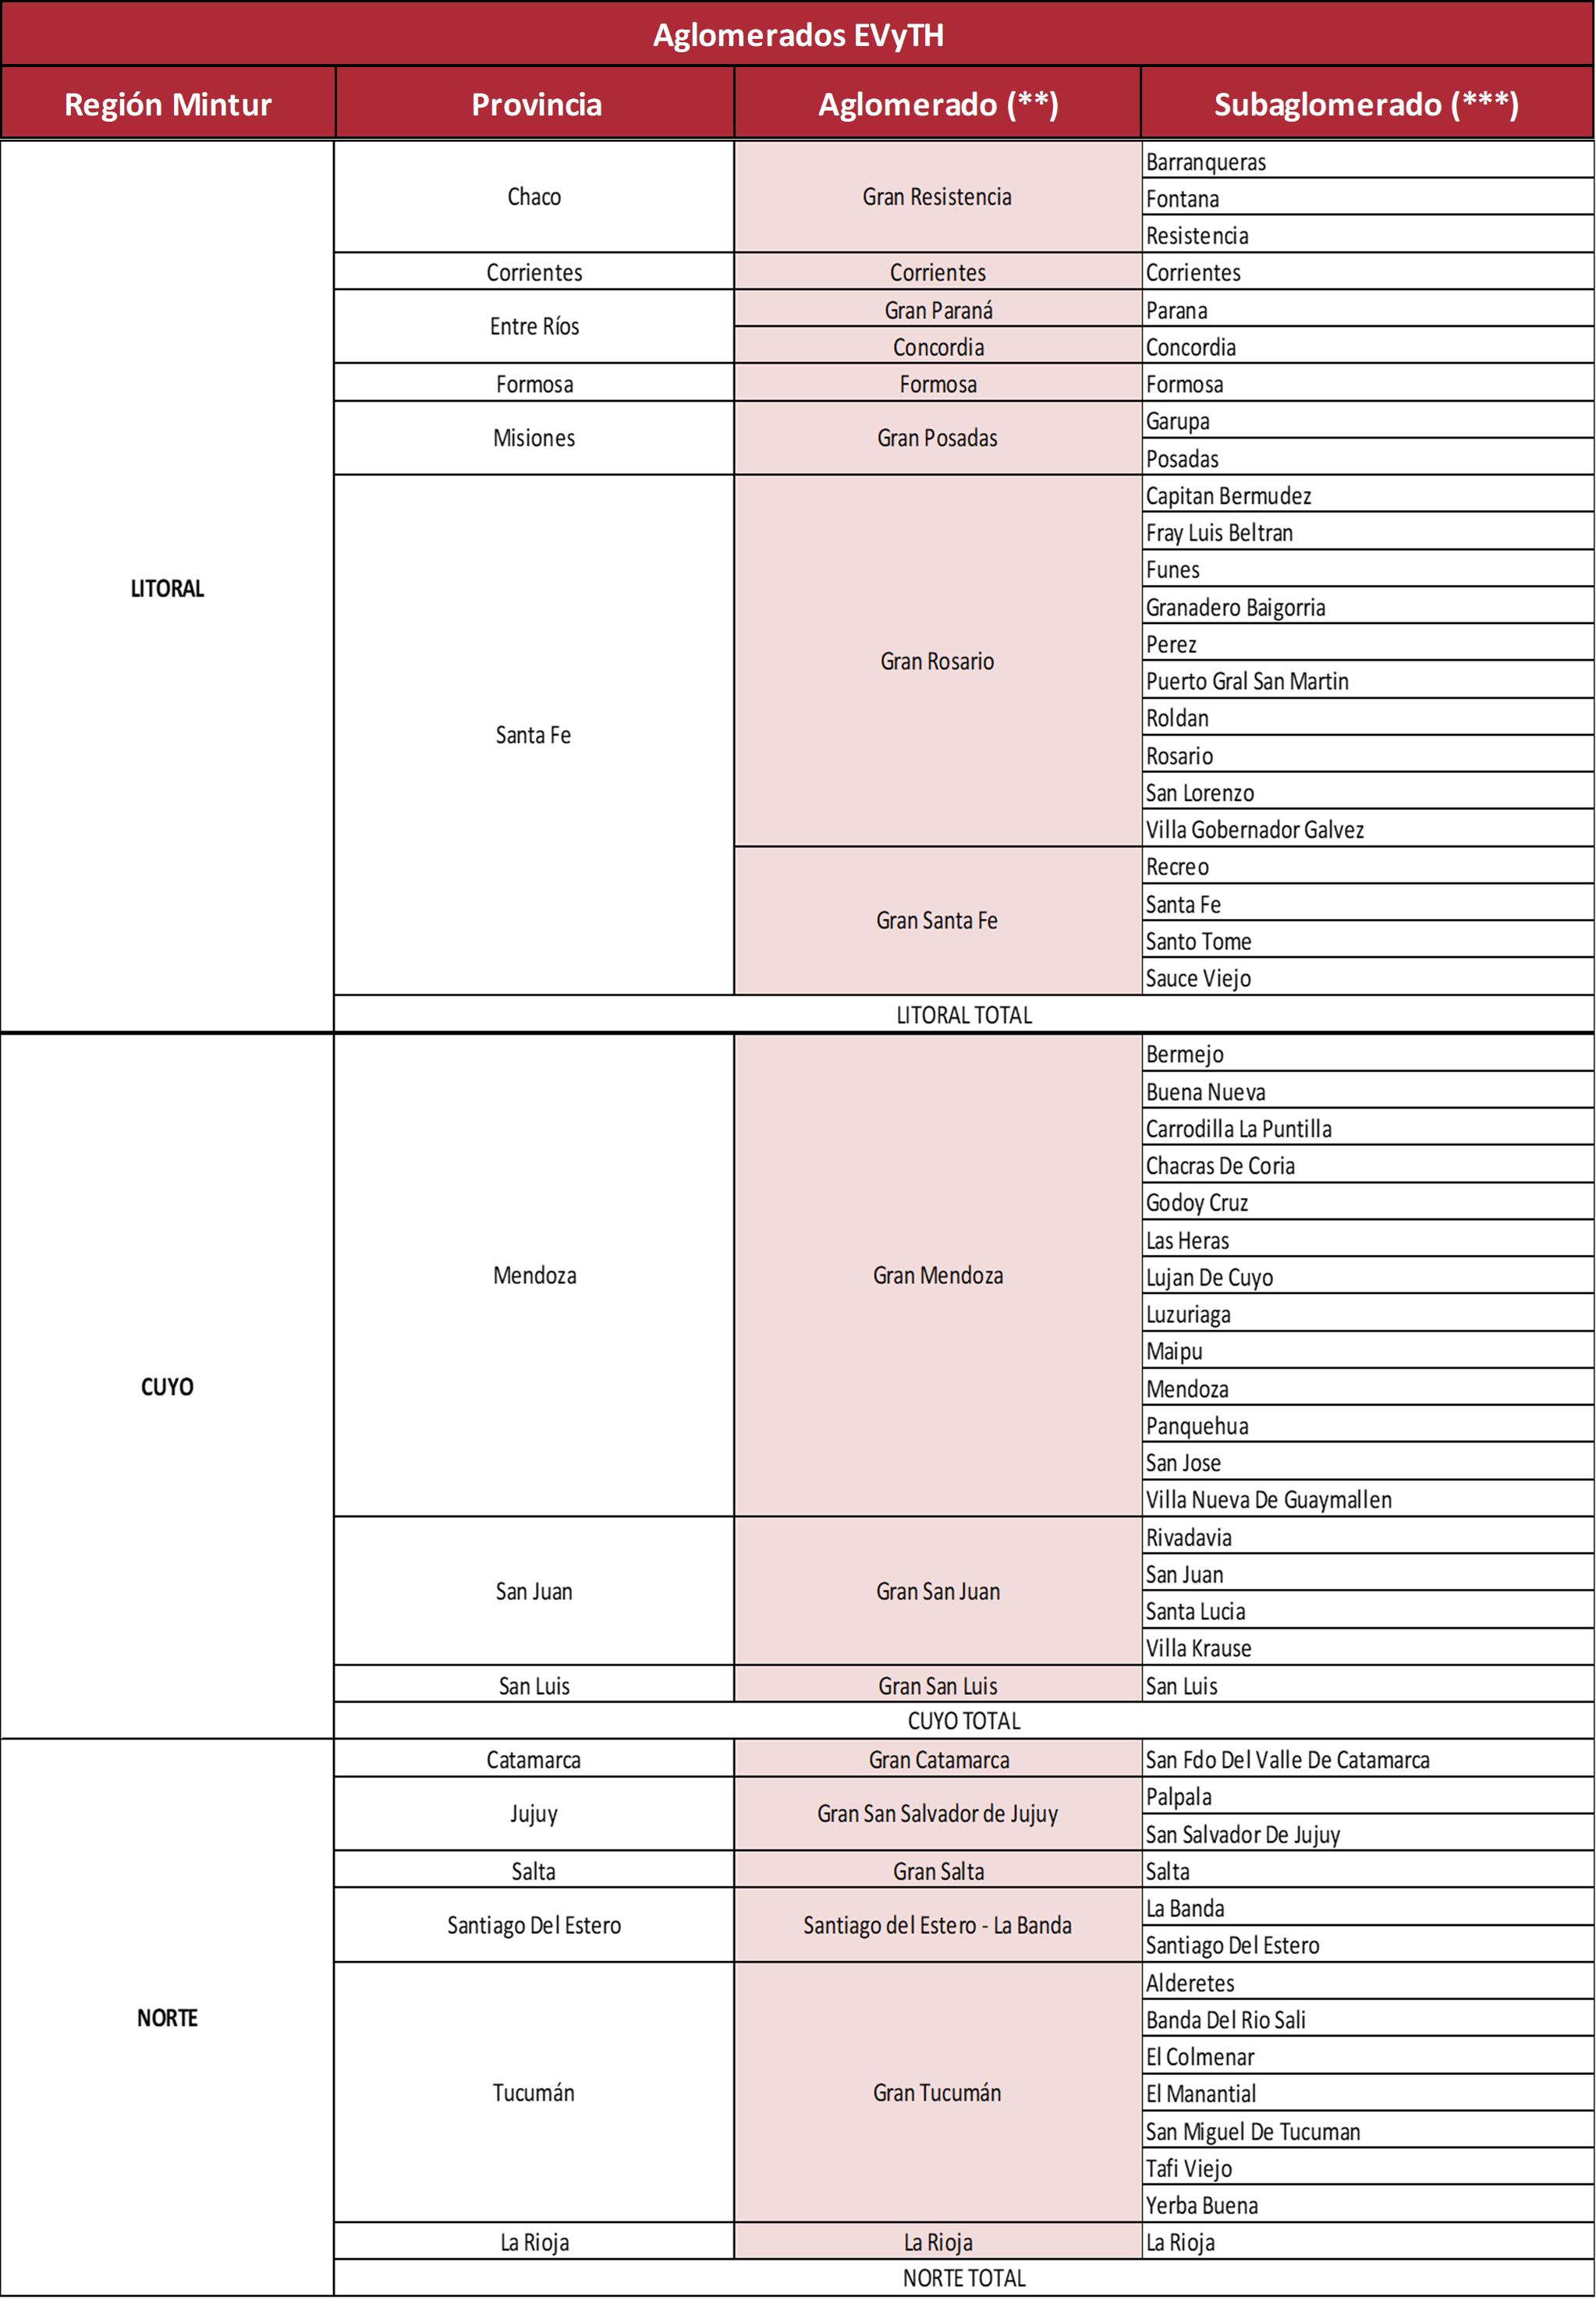 Aglomerados EVyTH
Región Mintur Provincia Aglomerado (**) Subaglomerado (***)
LITORAL
Chaco
Gran Resistencia
Barranqueras
Fontana
Resistencia
Corrientes Corrientes Corrientes
Entre Ríos
Gran Paraná Parana
Concordia Concordia
Formosa Formosa Formosa
Misiones
Gran Posadas
Garupa
Posadas
Santa Fe
Gran Rosario
Capitan Bermudez
Fray Luis Beltran
Funes
Granadero Baigorria
Perez
Puerto Gral San Martin
Roldan
Rosario
San Lorenzo
Villa Gobernador Galvez
Gran Santa Fe
Recreo
Santa Fe
Santo Tome
Sauce Viejo
LITORAL TOTAL
CUYO
Mendoza
Gran Mendoza
Bermejo
Buena Nueva
Carrodilla La Puntilla
Chacras De Coria
Godoy Cruz
Las Heras
Lujan De Cuyo
Luzuriaga
Maipu
Mendoza
Panquehua
San Jose
Villa Nueva De Guaymallen
San Juan
Gran San Juan
Rivadavia
San Juan
Santa Lucia
Villa Krause
San Luis Gran San Luis San Luis
CUYO TOTAL
NORTE
Catamarca Gran Catamarca San Fdo Del Valle De Catamarca
Jujuy
Gran San Salvador de Jujuy
Palpala
San Salvador De Jujuy
Salta Gran Salta Salta
Santiago Del Estero
Santiago del Estero - La Banda
La Banda
Santiago Del Estero
Tucumán
Gran Tucumán
Alderetes
Banda Del Rio Sali
El Colmenar
El Manantial
San Miguel De Tucuman
Tafi Viejo
Yerba Buena
La Rioja La Rioja La Rioja
NORTE TOTAL